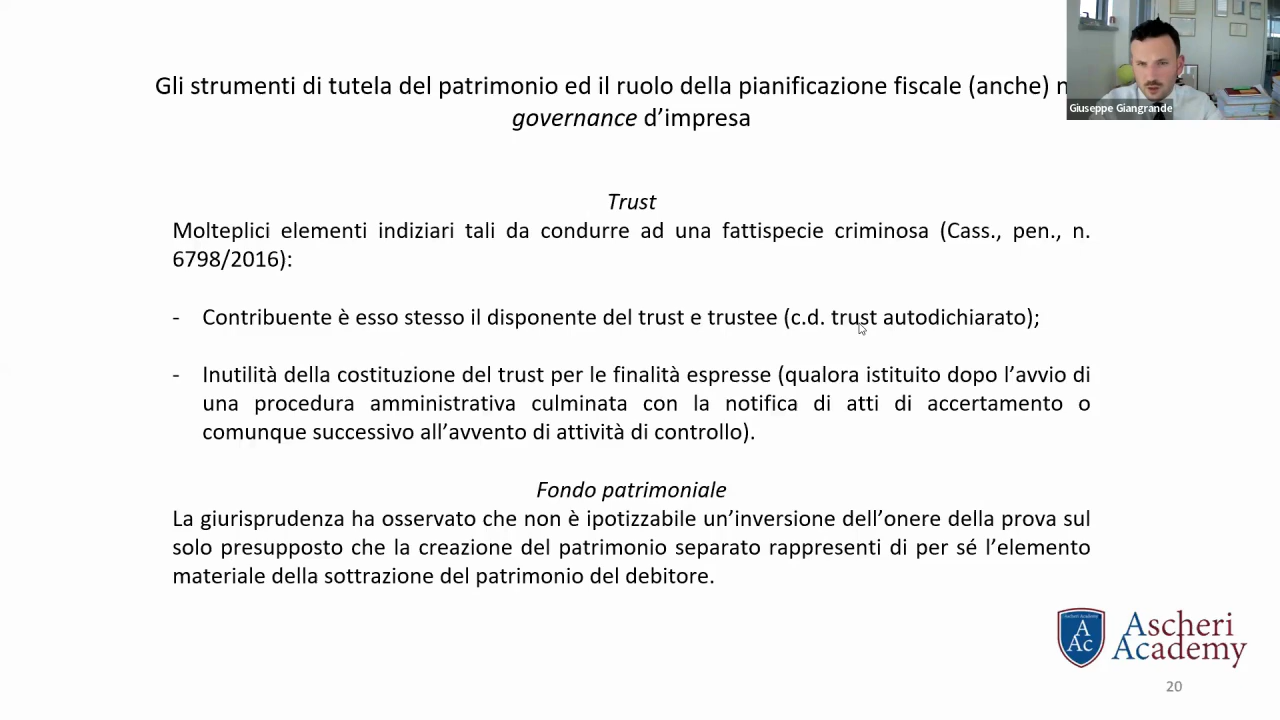 Gli strumenti di tutela del patrimonio ed il ruolo della pianificazione fiscale (anche)
governance d’impresa
Giuseppe Giangrande
Trust
Molteplici elementi indiziari tali da condurre ad una fattispecie criminosa (Cass., pen., n.
6798/2016):
- Contribuente è esso stesso il disponente del trust e trustee (c.d. trust autodichiarato);
- Inutilità della costituzione del trust per le finalità espresse (qualora istituito dopo l’avvio di
una procedura amministrativa culminata con la notifica di atti di accertamento o
comunque successivo all’avvento di attività di controllo).
Fondo patrimoniale
La giurisprudenza ha osservato che non è ipotizzabile un’inversione dell’onere della prova sul
solo presupposto che la creazione del patrimonio separato rappresenti di per sé l’elemento
materiale della sottrazione del patrimonio del debitore.
Ascheri Academy
A
Ac
Ascheri
Academy
20